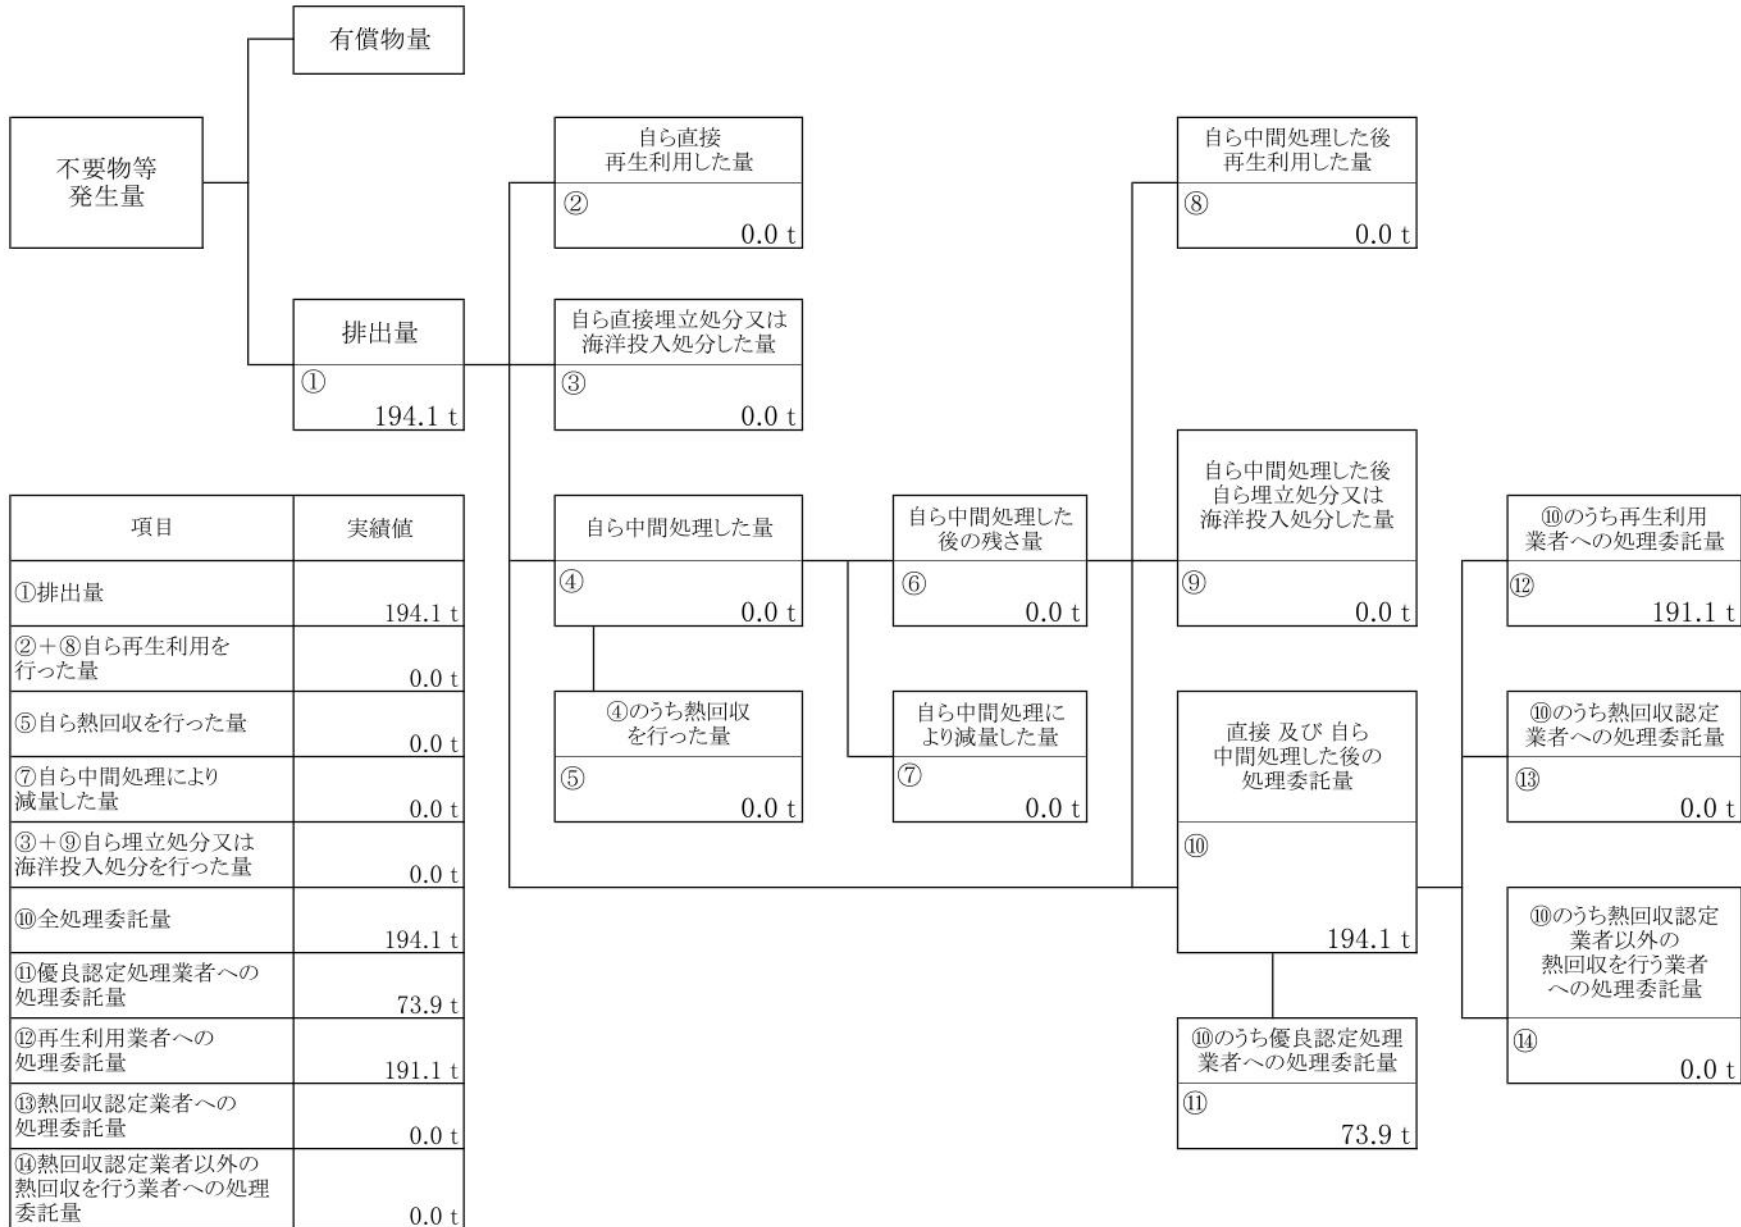 有償物量
不要物等
発生量
自ら直接
再生利用した量
②
0.0 t
自ら中間処理した後
再生利用した量
⑧
0.0 t
排出量
①
194.1 t
自ら直接埋立処分又は
海洋投入処分した量
③
0.0 t
自ら中間処理した量
④
0.0 t
自ら中間処理した
後の残さ量
⑥
0.0 t
自ら中間処理した後
自ら埋立処分又は
海洋投入処分した量
⑨
0.0 t
⑩のうち再生利用
業者への処理委託量
⑫
191.1 t
④のうち熱回収
を行った量
⑤
0.0 t
自ら中間処理に
より減量した量
⑦
0.0 t
直接 及び 自ら
中間処理した後の
処理委託量
⑩
194.1 t
⑩のうち熱回収認定
業者への処理委託量
⑬
0.0 t
⑩のうち熱回収認定
業者以外の
熱回収を行う業者
への処理委託量
⑭
0.0 t
⑩のうち優良認定処理
業者への処理委託量
⑪
73.9 t
項目
実績値
①排出量
194.1 t
②＋⑧自ら再生利用を
行った量
0.0 t
⑤自ら熱回収を行った量
0.0 t
⑦自ら中間処理により
減量した量
0.0 t
③＋⑨自ら埋立処分又は
海洋投入処分を行った量
0.0 t
⑩全処理委託量
194.1 t
⑪優良認定処理業者への
処理委託量
73.9 t
⑫再生利用業者への
処理委託量
191.1 t
⑬熱回収認定業者への
処理委託量
0.0 t
⑭熱回収認定業者以外の
熱回収を行う業者への処理
委託量
0.0 t